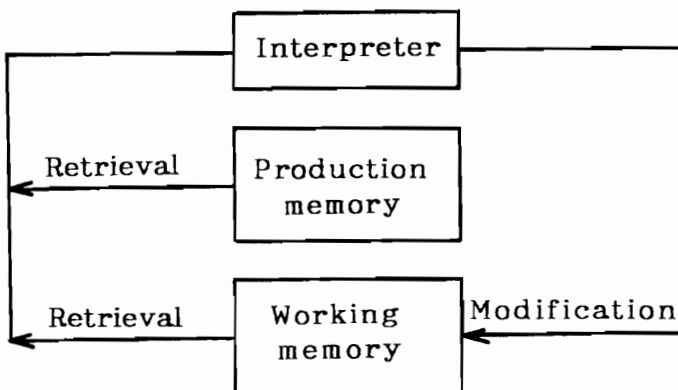 Interpreter
Retrieval
Production
memory
Retrieval
Working
memory
Modification